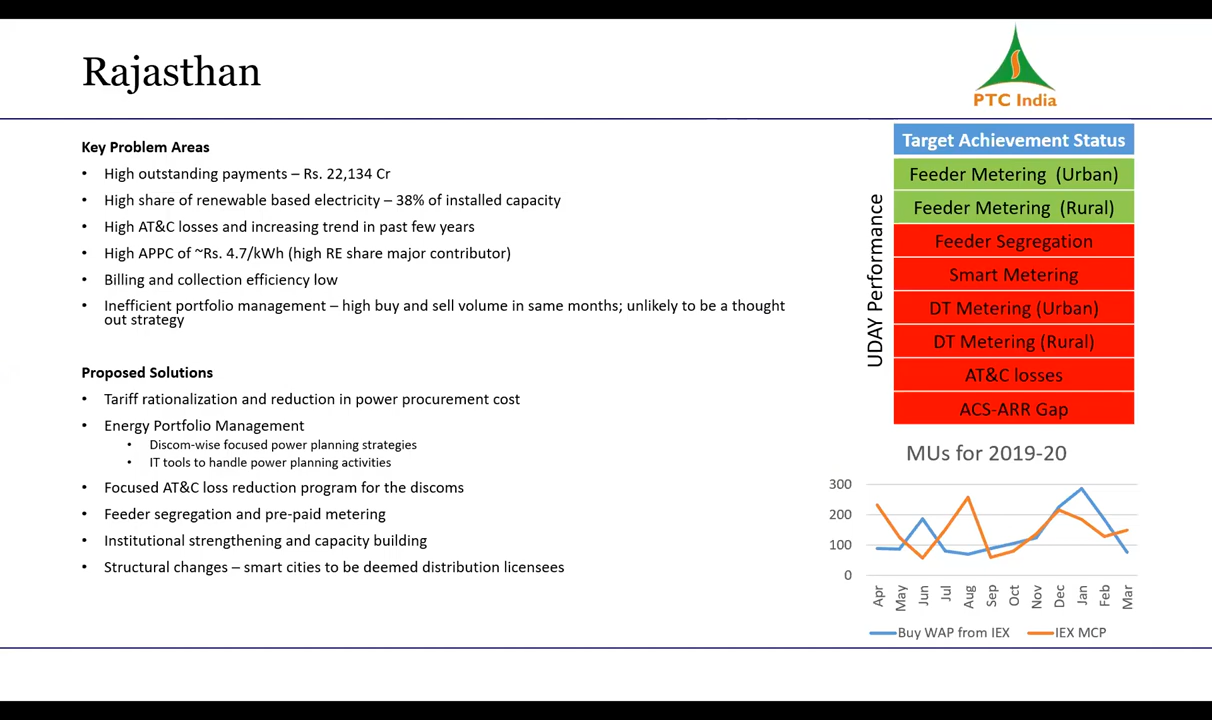 Rajasthan
PTC India
Key Problem Areas
• High outstanding payments – Rs. 22,134 Cr
• High share of renewable based electricity – 38% of installed capacity
• High AT&C losses and increasing trend in past few years
• High APPC of ~Rs. 4.7/kWh (high RE share major contributor)
• Billing and collection efficiency low
• Inefficient portfolio management – high buy and sell volume in same months; unlikely to be a thought
out strategy
Proposed Solutions
• Tariff rationalization and reduction in power procurement cost
• Energy Portfolio Management
• Discom-wise focused power planning strategies
• IT tools to handle power planning activities
• Focused AT&C loss reduction program for the discoms
• Feeder segregation and pre-paid metering
• Institutional strengthening and capacity building
• Structural changes – smart cities to be deemed distribution licensees
UDAY Performance
Target Achievement Status
Feeder Metering (Urban)
Feeder Metering (Rural)
Feeder Segregation
Smart Metering
DT Metering (Urban)
DT Metering (Rural)
AT&C losses
ACS-ARR Gap
MUs for 2019-20
300
200
100
0
Apr May Jun Jul Aug Sep Oct Nov Dec Jan Feb Mar
Buy WAP from IEX IEX MCP